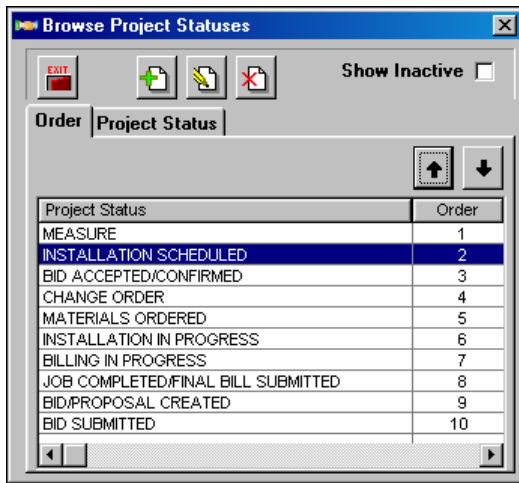 Browse Project Statuses
EXIT
Show Inactive
Order Project Status
Project Status Order
MEASURE 1
INSTALLATION SCHEDULED 2
BID ACCEPTED/CONFIRMED 3
CHANGE ORDER 4
MATERIALS ORDERED 5
INSTALLATION IN PROGRESS 6
BILLING IN PROGRESS 7
JOB COMPLETED/FINAL BILL SUBMITTED 8
BID/PROPOSAL CREATED 9
BID SUBMITTED 10